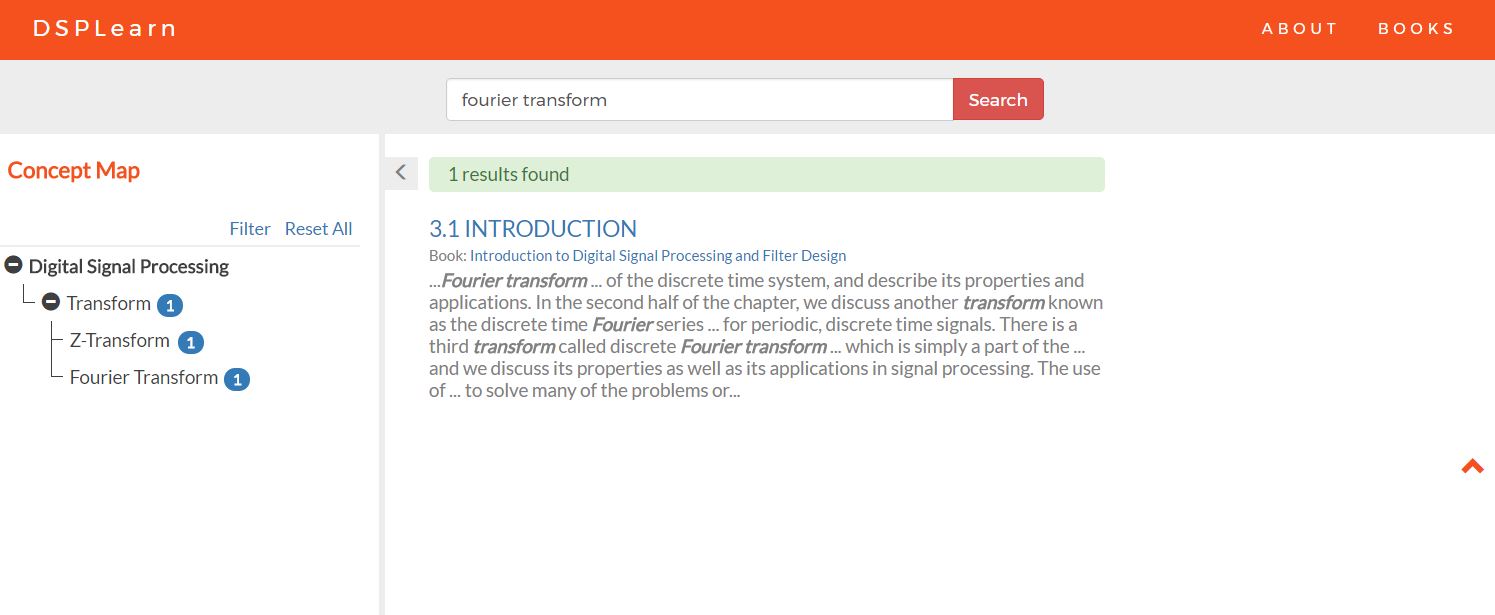 DSPLearn
ABOUT BOOKS
fourier transform Search
Concept Map
Filter Reset All
Digital Signal Processing
Transform 1
Z-Transform 1
Fourier Transform 1
1 results found
3.1 INTRODUCTION
Book: Introduction to Digital Signal Processing and Filter Design
...Fourier transform ... of the discrete time system, and describe its properties and
applications. In the second half of the chapter, we discuss another transform known
as the discrete time Fourier series ... for periodic, discrete time signals. There is a
third transform called discrete Fourier transform ... which is simply a part of the ...
and we discuss its properties as well as its applications in signal processing. The use
of ... to solve many of the problems or...